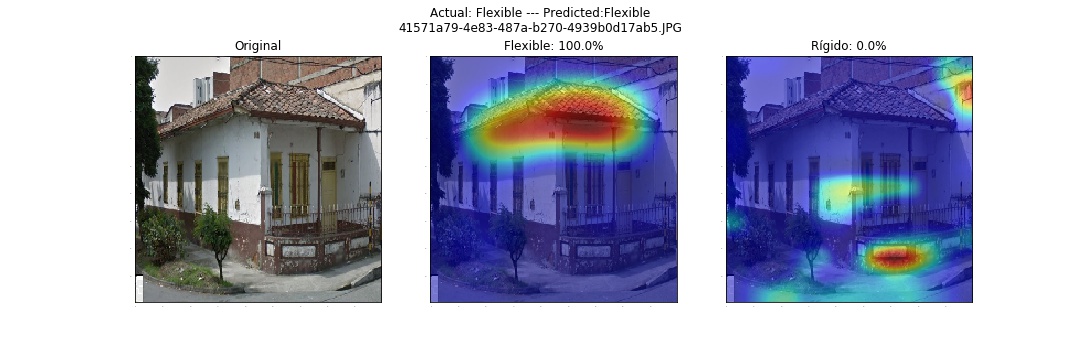 Actual: Flexible --- Predicted:Flexible
41571a79-4e83-487a-b270-4939b0d17ab5.JPG
Original
Flexible: 100.0%
Rígido: 0.0%